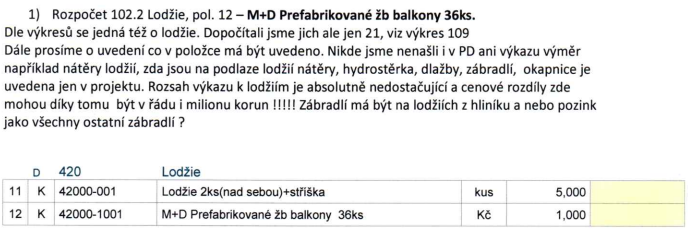 1) Rozpočet 102.2 Lodžie, pol. 12 – M+D Prefabrikované žb balkony 36ks.
Dle výkresů se jedná též o lodžie. Dopočítali jsme jich ale jen 21, viz výkres 109
Dále prosíme o uvedení co v položce má být uvedeno. Nikde jsme nenašli i v PD ani výkazu výměr
například nátěry lodžií, zda jsou na podlaze lodžií nátěry, hydrostěrka, dlažby, zábradlí, okapnice je
uvedena jen v projektu. Rozsah výkazu k lodžiím je absolutně nedostačující a cenové rozdíly zde
mohou díky tomu být v řádu i milionu korun !!!!! Zábradlí má být na lodžiích z hliníku a nebo pozink
jako všechny ostatní zábradlí ?
D 420 Lodžie
11 K 42000-001 Lodžie 2ks(nad sebou)+stříška kus 5,000
12 K 42000-1001 M+D Prefabrikované žb balkony 36ks Kč 1,000